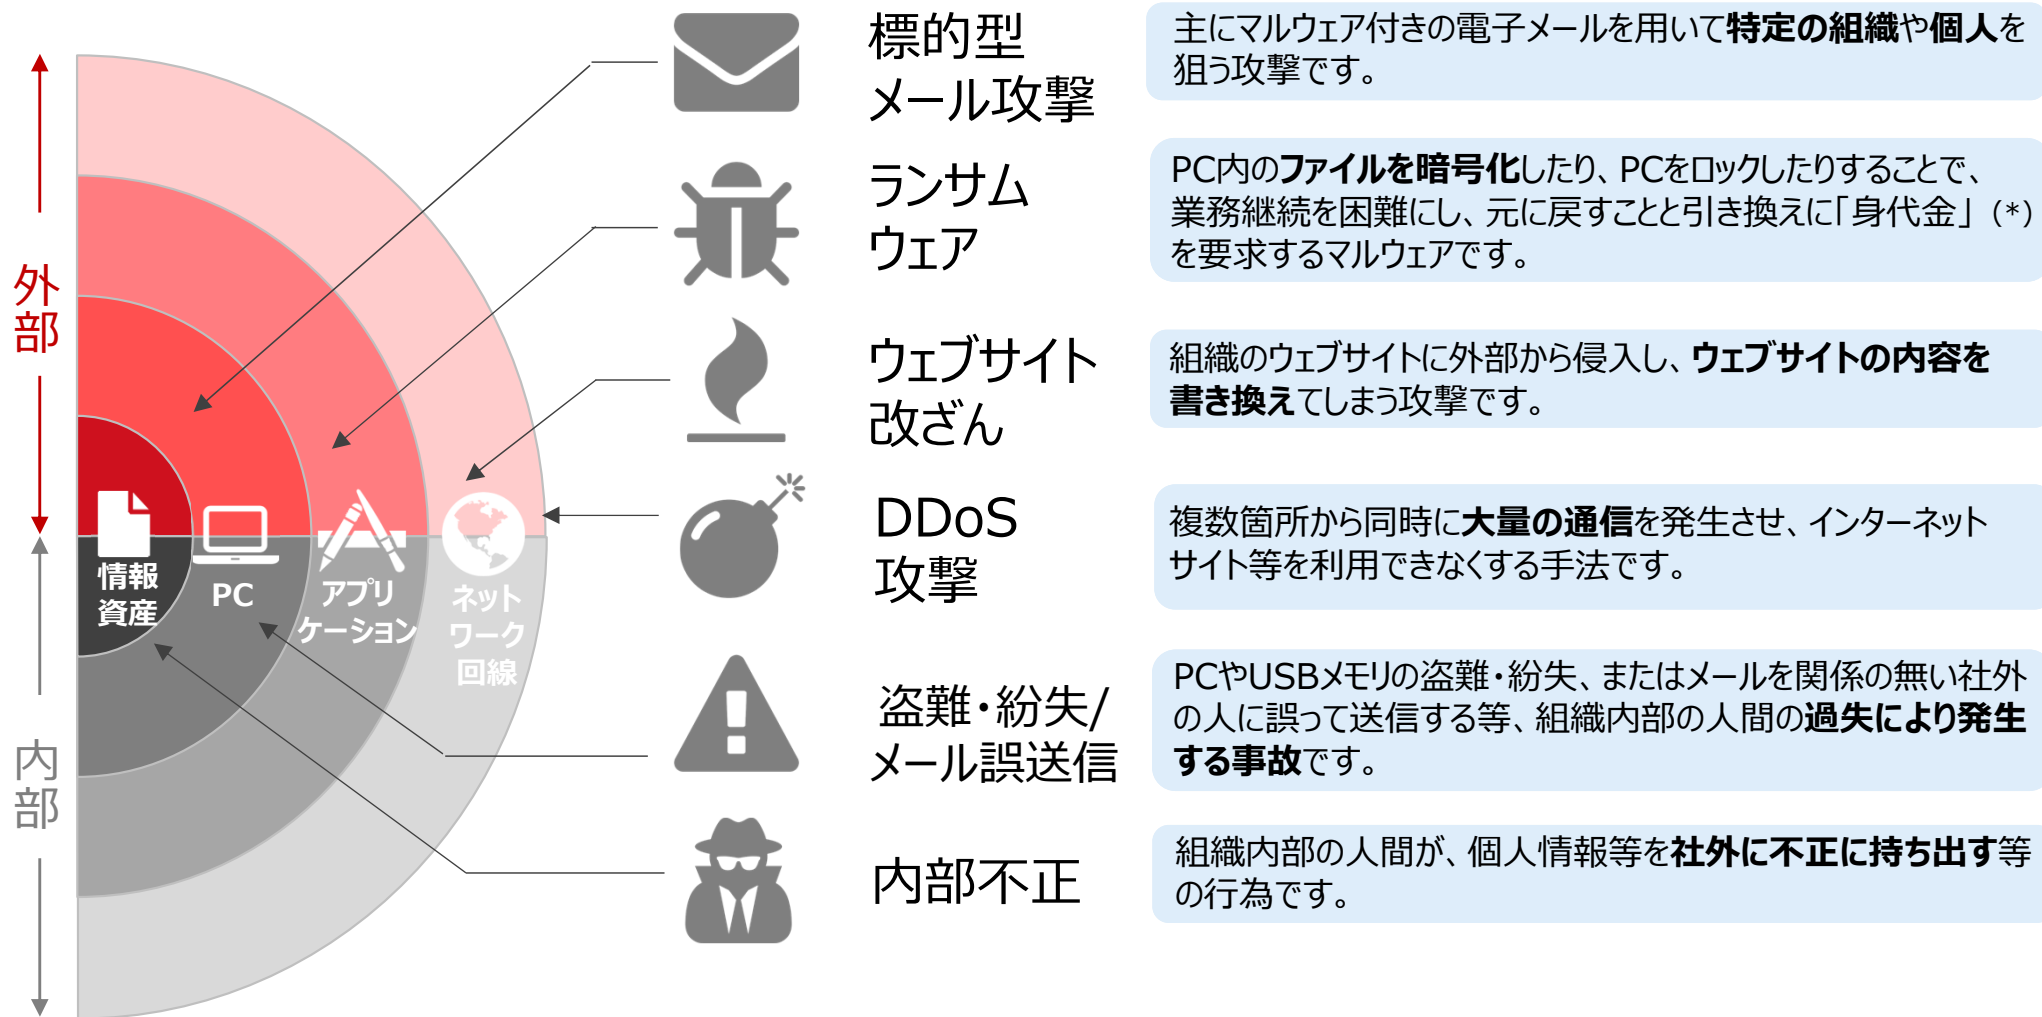 外部
内部
情報
資産
PC
アプリ
ケーション
ネット
ワーク
回線
標的型
メール攻撃
主にマルウェア付きの電子メールを用いて特定の組織や個人を
狙う攻撃です。
ランサム
ウェア
PC内のファイルを暗号化したり、PCをロックしたりすることで、
業務継続を困難にし、元に戻すことと引き換えに「身代金」(*)
を要求するマルウェアです。
ウェブサイト
改ざん
組織のウェブサイトに外部から侵入し、ウェブサイトの内容を
書き換えてしまう攻撃です。
DDoS
攻撃
複数箇所から同時に大量の通信を発生させ、インターネット
サイト等を利用できなくする手法です。
盗難・紛失/
メール誤送信
PCやUSBメモリの盗難・紛失、またはメールを関係の無い社外
の人に誤って送信する等、組織内部の人間の過失により発生
する事故です。
内部不正
組織内部の人間が、個人情報等を社外に不正に持ち出す等
の行為です。